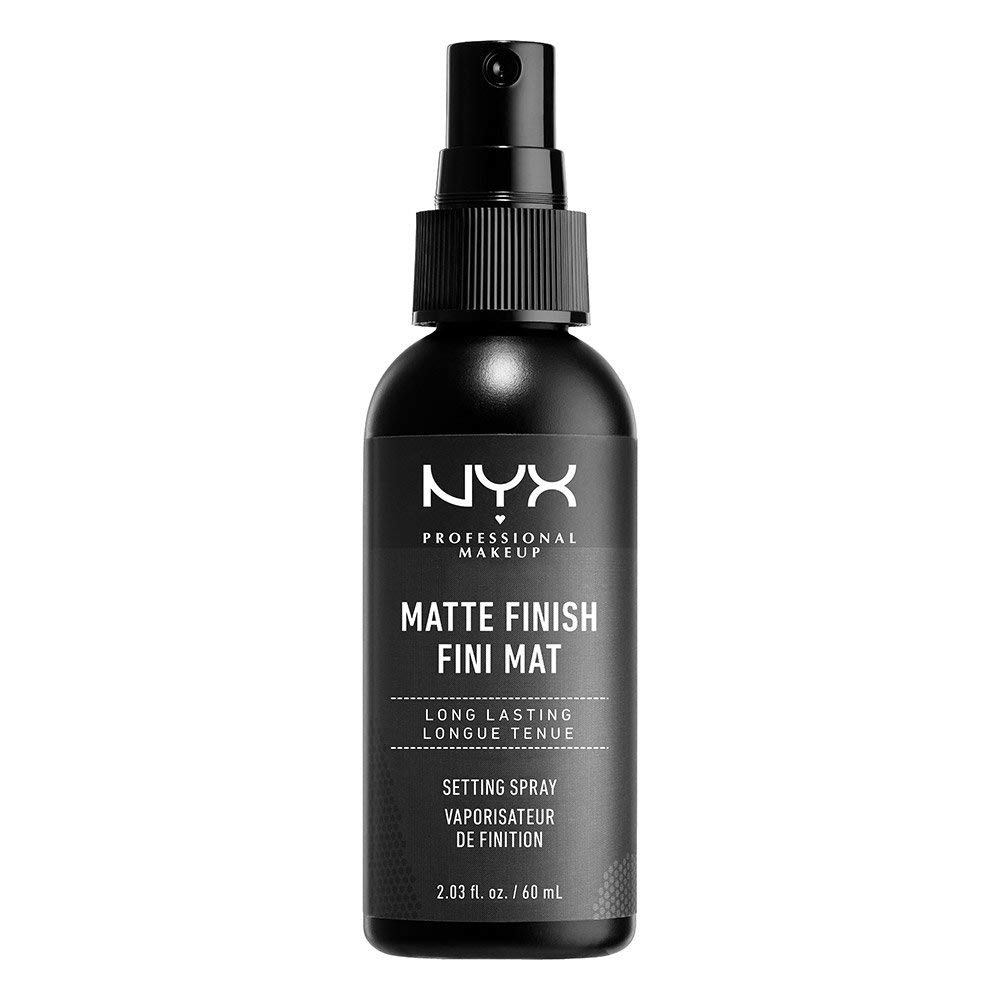 NYX
PROFESSIONAL
MAKEUP
MATTE FINISH
FINI MAT
LONG LASTING
LONGUE TENUE
SETTING SPRAY
VAPORISATEUR
DE FINITION
2.03 fl. oz. / 60 mL